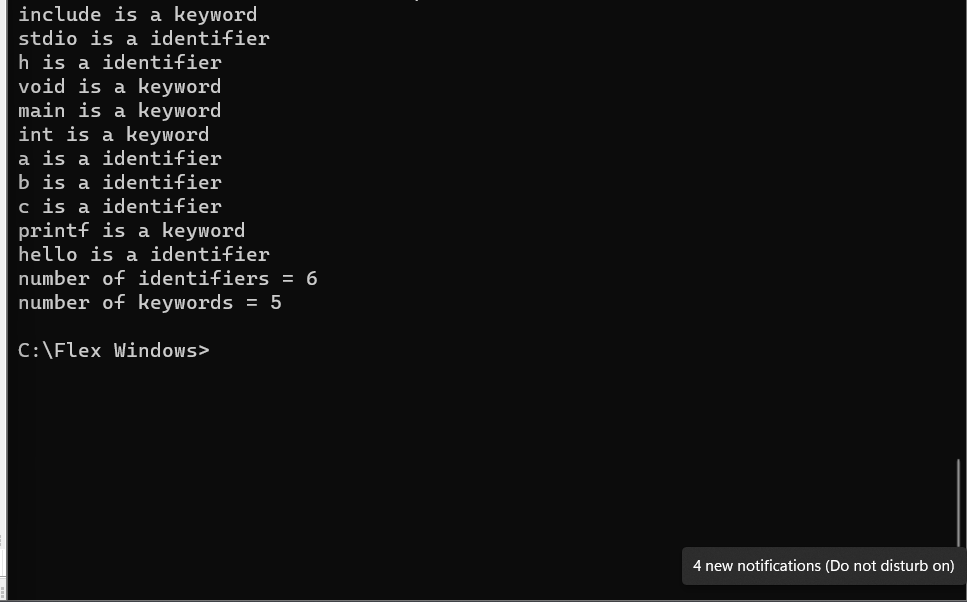 include is a keyword
stdio is a identifier
h is a identifier
void is a keyword
main is a keyword
int is a keyword
a is a identifier
b is a identifier
c is a identifier
printf is a keyword
hello is a identifier
number of identifiers = 6
number of keywords = 5
C:\Flex Windows>
4 new notifications (Do not disturb on)